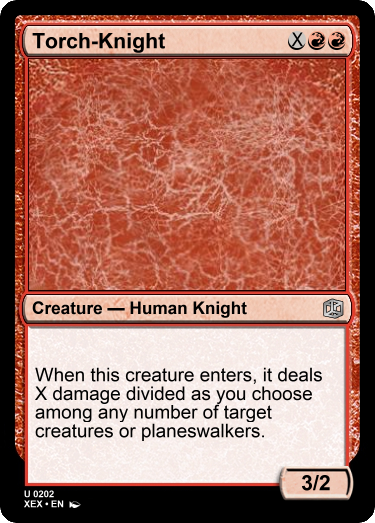 Torch-Knight X
Creature — Human Knight
When this creature enters, it deals
X damage divided as you choose
among any number of target
creatures or planeswalkers.
3/2
U 0202
XEX • EN